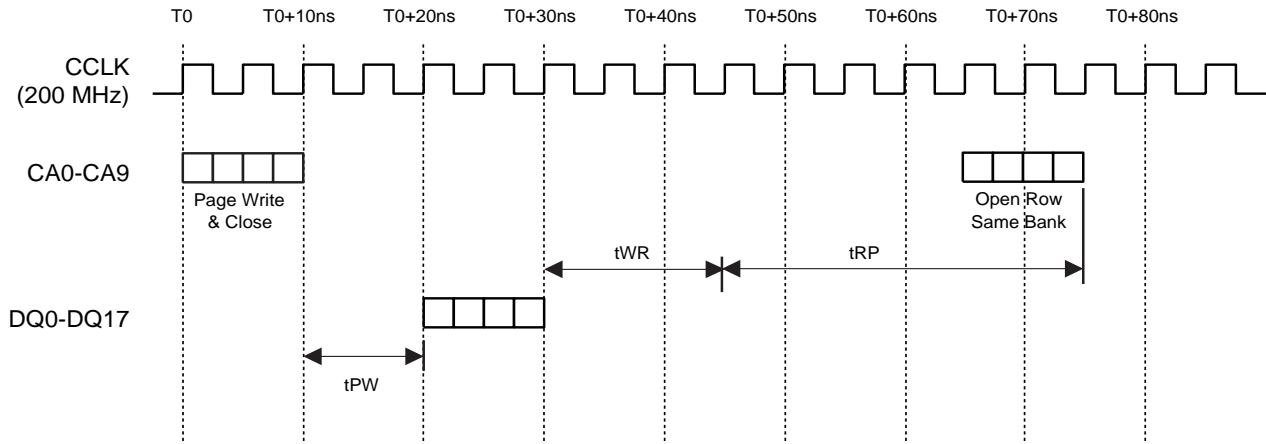 T0 T0+10ns T0+20ns T0+30ns T0+40ns T0+50ns T0+60ns T0+70ns T0+80ns
CCLK
(200 MHz)
CA0-CA9
Page Write
& Close
Open Row
Same Bank
tWR tRP
DQ0-DQ17
tPW